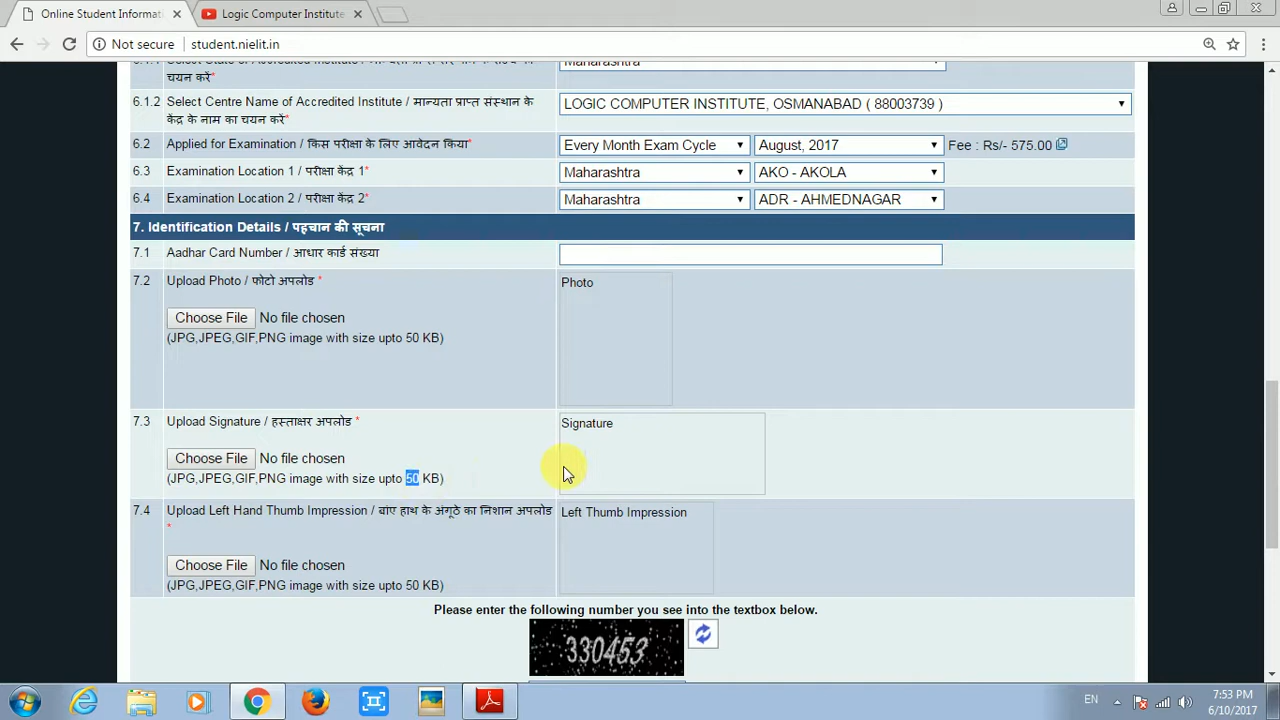 Online Student Informat
Logic Computer Institute
Not secure
student.nielit.in
चयन करें*
Maharashtra
6.1.2 Select Centre Name of Accredited Institute / मान्यता प्राप्त संस्थान के केंद्र के नाम का चयन करें*
LOGIC COMPUTER INSTITUTE, OSMANABAD ( 88003739 )
6.2 Applied for Examination / किस परीक्षा के लिए आवेदन किया* Every Month Exam Cycle August, 2017 Fee : Rs/- 575.00
6.3 Examination Location 1 / परीक्षा केंद्र 1* Maharashtra AKO - AKOLA
6.4 Examination Location 2 / परीक्षा केंद्र 2* Maharashtra ADR - AHMEDNAGAR
7. Identification Details / पहचान की सूचना
7.1 Aadhar Card Number / आधार कार्ड संख्या
7.2 Upload Photo / फोटो अपलोड * Photo
Choose File No file chosen
(JPG,JPEG,GIF,PNG image with size upto 50 KB)
7.3 Upload Signature / हस्ताक्षर अपलोड * Signature
Choose File No file chosen
(JPG,JPEG,GIF,PNG image with size upto 50 KB)
7.4 Upload Left Hand Thumb Impression / बांए हाथ के अंगूठे का निशान अपलोड * Left Thumb Impression
Choose File No file chosen
(JPG,JPEG,GIF,PNG image with size upto 50 KB)
Please enter the following number you see into the textbox below.
330453
EN
7:53 PM
6/10/2017